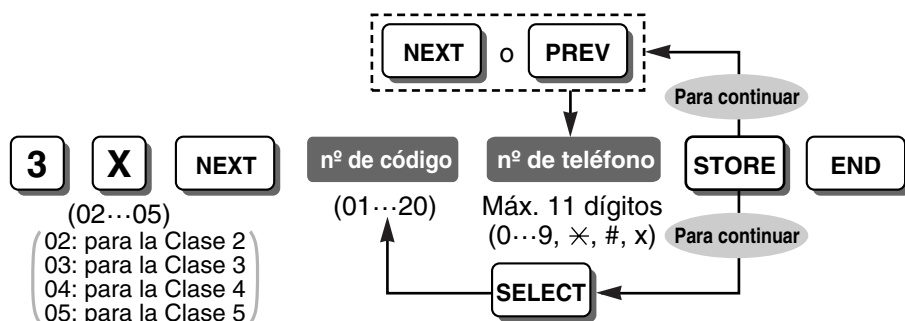 NEXT o PREV
Para continuar
3 X NEXT nº de código nº de teléfono STORE END
(02···05) (01···20) Máx. 11 dígitos
(0···9, ✳, #, x) Para continuar
02: para la Clase 2
03: para la Clase 3
04: para la Clase 4
05: para la Clase 5
SELECT